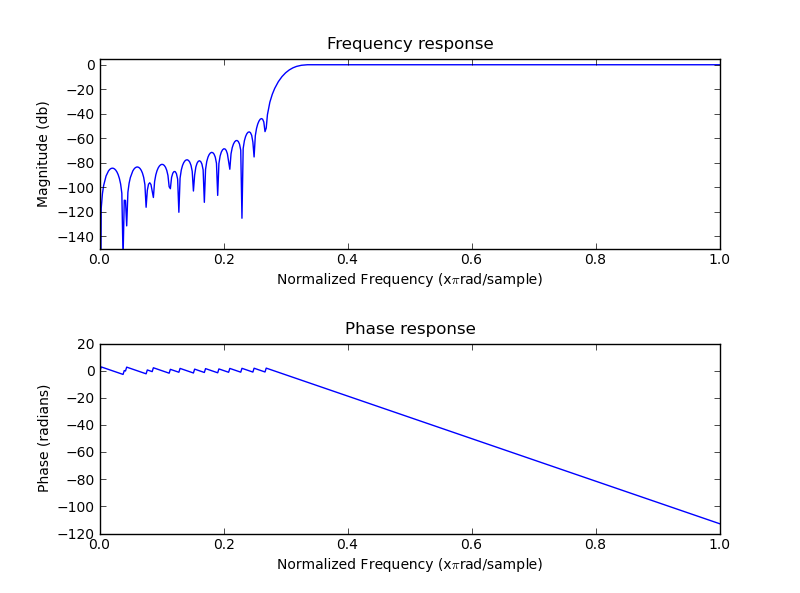 Frequency response
0
−20
−40
−60
−80
−100
−120
−140
Magnitude (db)
0.0 0.2 0.4 0.6 0.8 1.0
Normalized Frequency (xπrad/sample)
Phase response
20
0
−20
−40
−60
−80
−100
−120
Phase (radians)
0.0 0.2 0.4 0.6 0.8 1.0
Normalized Frequency (xπrad/sample)